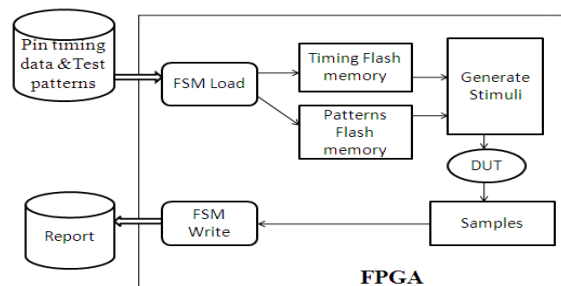 Pin timing
data &Test
patterns
FSM Load
Timing Flash
memory
Patterns
Flash
memory
Generate
Stimuli
DUT
Samples
FSM
Write
Report
FPGA